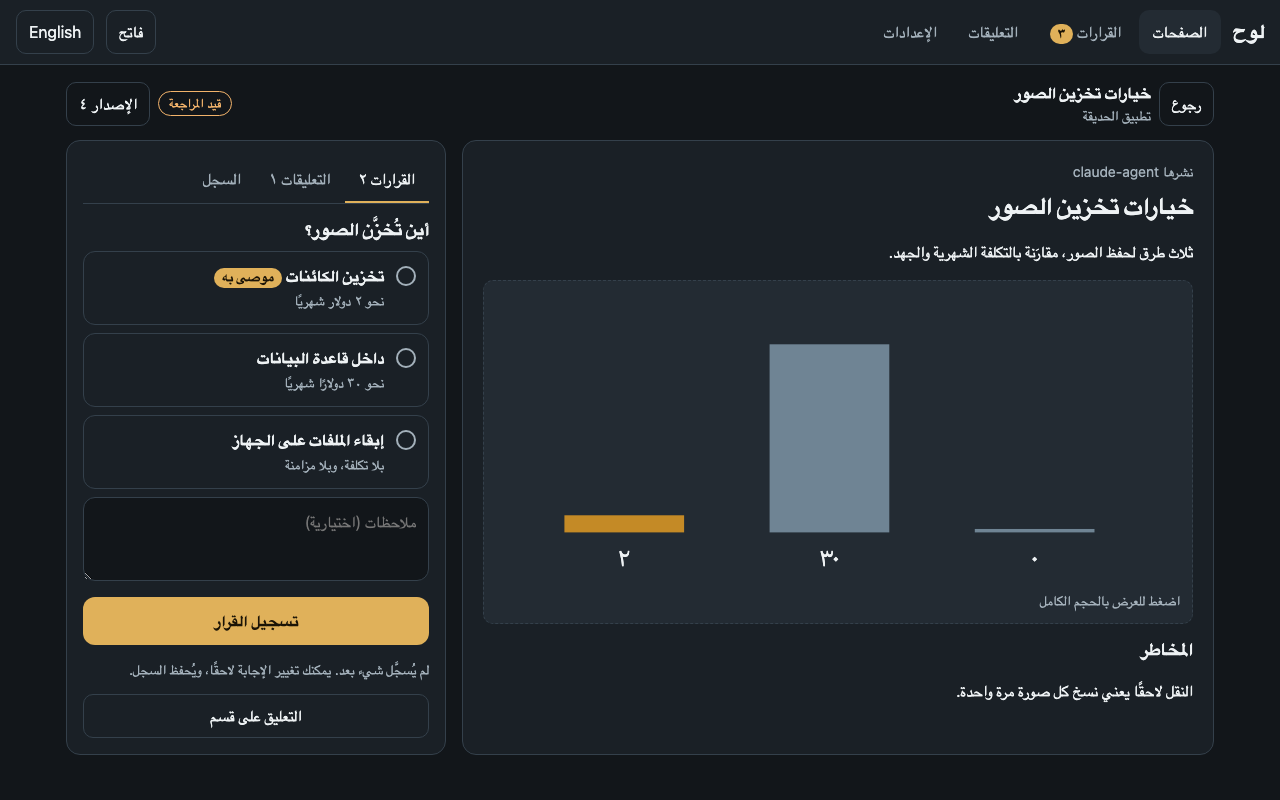 لوح
الصفحات
القرارات ٣
التعليقات
الإعدادات
فاتح
English
رجوع
خيارات تخزين الصور
تطبيق الحديقة
قيد المراجعة
الإصدار ٤
نشرها claude-agent
خيارات تخزين الصور
ثلاث طرق لحفظ الصور، مقارَنة بالتكلفة الشهرية والجهد.
٠
٣٠
٢
اضغط للعرض بالحجم الكامل
المخاطر
النقل لاحقًا يعني نسخ كل صورة مرة واحدة.
القرارات ٢
التعليقات ١
السجل
أين تُخزَّن الصور؟
تخزين الكائنات موصى به
نحو ٢ دولار شهريًا
داخل قاعدة البيانات
نحو ٣٠ دولارًا شهريًا
إبقاء الملفات على الجهاز
بلا تكلفة، وبلا مزامنة
ملاحظات (اختيارية)
تسجيل القرار
لم يُسجَّل شيء بعد. يمكنك تغيير الإجابة لاحقًا، ويُحفظ السجل.
التعليق على قسم